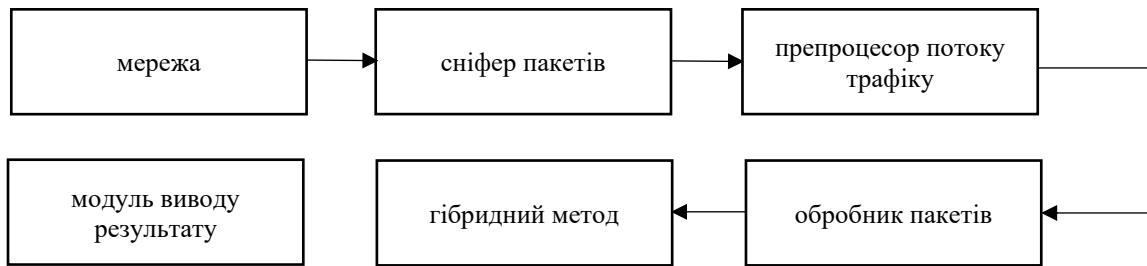 мережа
сніфер пакетів
препроцесор потоку
трафіку
модуль виводу
результату
гібридний метод
обробник пакетів